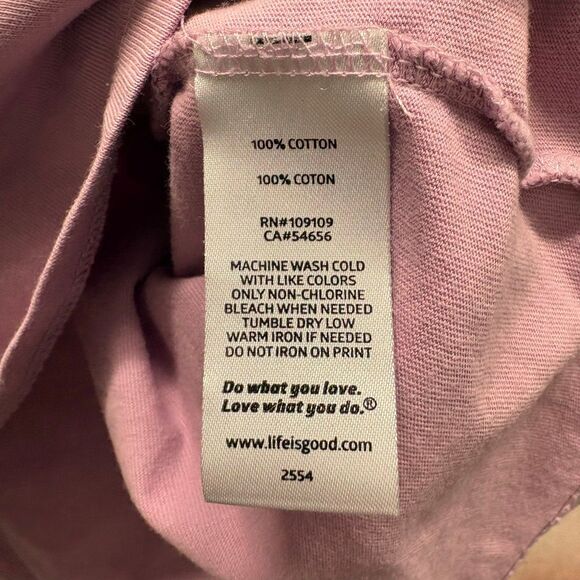 100% COTTON
100% COTON
RN#109109
CA#54656
MACHINE WASH COLD
WITH LIKE COLORS
ONLY NON-CHLORINE
BLEACH WHEN NEEDED
TUMBLE DRY LOW
WARM IRON IF NEEDED
DO NOT IRON ON PRINT
Do what you love.
Love what you do.®
www.lifeisgood.com
2554